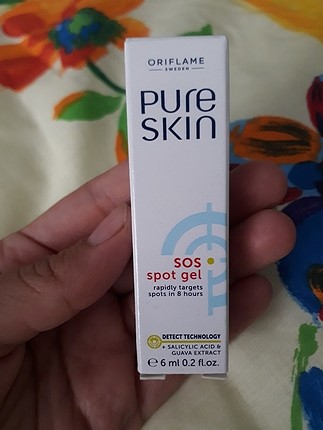 ORIFLAME
SWEDEN
PURE
SKIN
SOS
spot gel
rapidly targets
spots in 8 hours
DETECT TECHNOLOGY
+ SALICYLIC ACID &
GUAVA EXTRACT
℮ 6 ml 0.2 fl.oz.